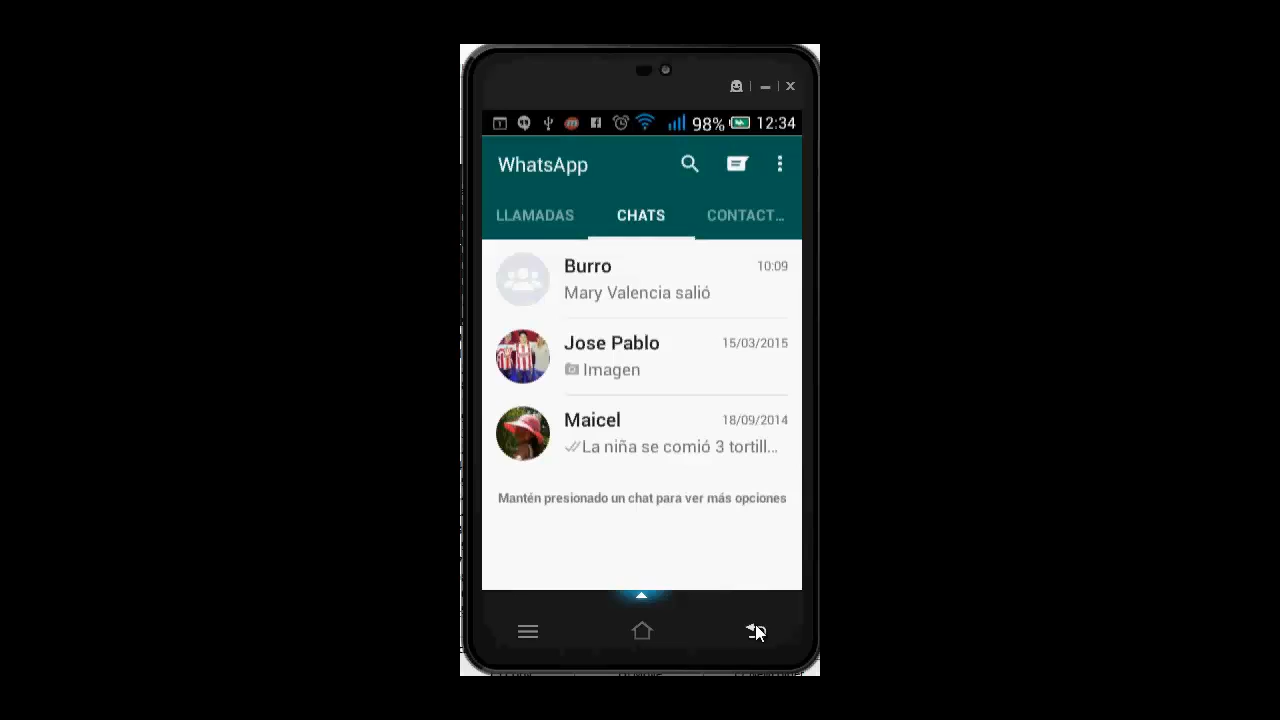 98% 12:34
WhatsApp
LLAMADAS CHATS CONTACT...
Burro 10:09
Mary Valencia salió
Jose Pablo 15/03/2015
Imagen
Maicel 18/09/2014
La niña se comió 3 tortill...
Mantén presionado un chat para ver más opciones